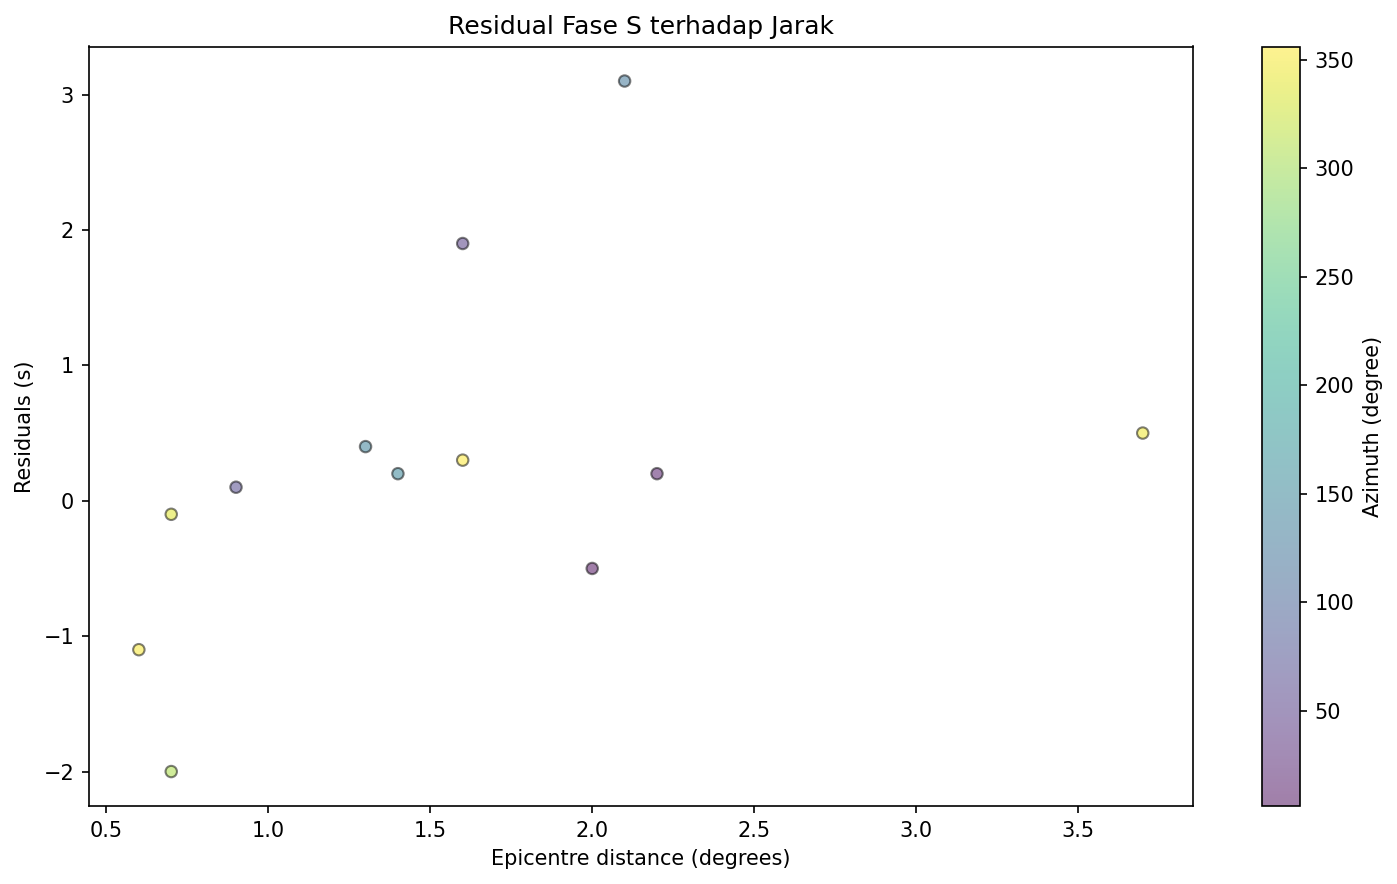 Residual Fase S terhadap Jarak
3
2
1
0
−1
−2
Residuals (s)
0.5 1.0 1.5 2.0 2.5 3.0 3.5
Epicentre distance (degrees)
350
300
250
200
150
100
50
Azimuth (degree)